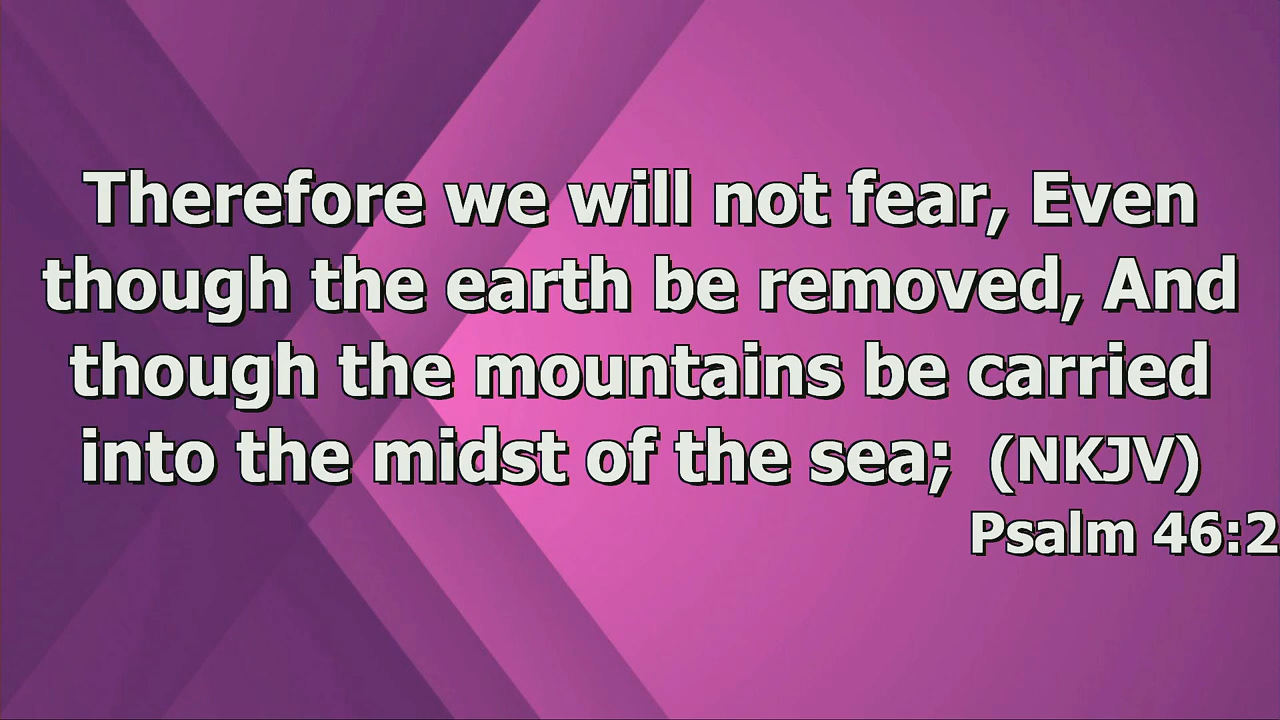 Therefore we will not fear, Even
though the earth be removed, And
though the mountains be carried
into the midst of the sea; (NKJV)
Psalm 46:2